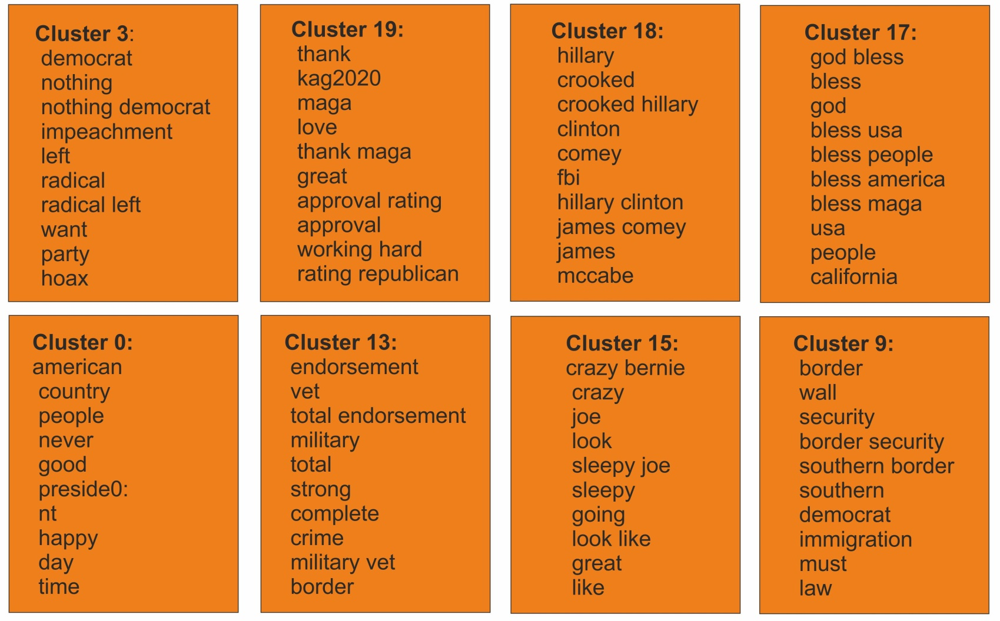 Cluster 3:
democrat
nothing
nothing democrat
impeachment
left
radical
radical left
want
party
hoax
Cluster 19:
thank
kag2020
maga
love
thank maga
great
approval rating
approval
working hard
rating republican
Cluster 18:
hillary
crooked
crooked hillary
clinton
comey
fbi
hillary clinton
james comey
james
mccabe
Cluster 17:
god bless
bless
god
bless usa
bless people
bless america
bless maga
usa
people
california
Cluster 0:
american
country
people
never
good
preside0:
nt
happy
day
time
Cluster 13:
endorsement
vet
total endorsement
military
total
strong
complete
crime
military vet
border
Cluster 15:
crazy bernie
crazy
joe
look
sleepy joe
sleepy
going
look like
great
like
Cluster 9:
border
wall
security
border security
southern border
southern
democrat
immigration
must
law